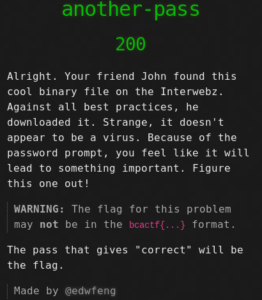 another-pass
200
Alright. Your friend John found this
cool binary file on the Interwebz.
Against all best practices, he
downloaded it. Strange, it doesn't
appear to be a virus. Because of the
password prompt, you feel like it will
lead to something important. Figure
this one out!
WARNING: The flag for this problem
may not be in the bcactf{...} format.
The pass that gives "correct" will be
the flag.
Made by @edwfeng